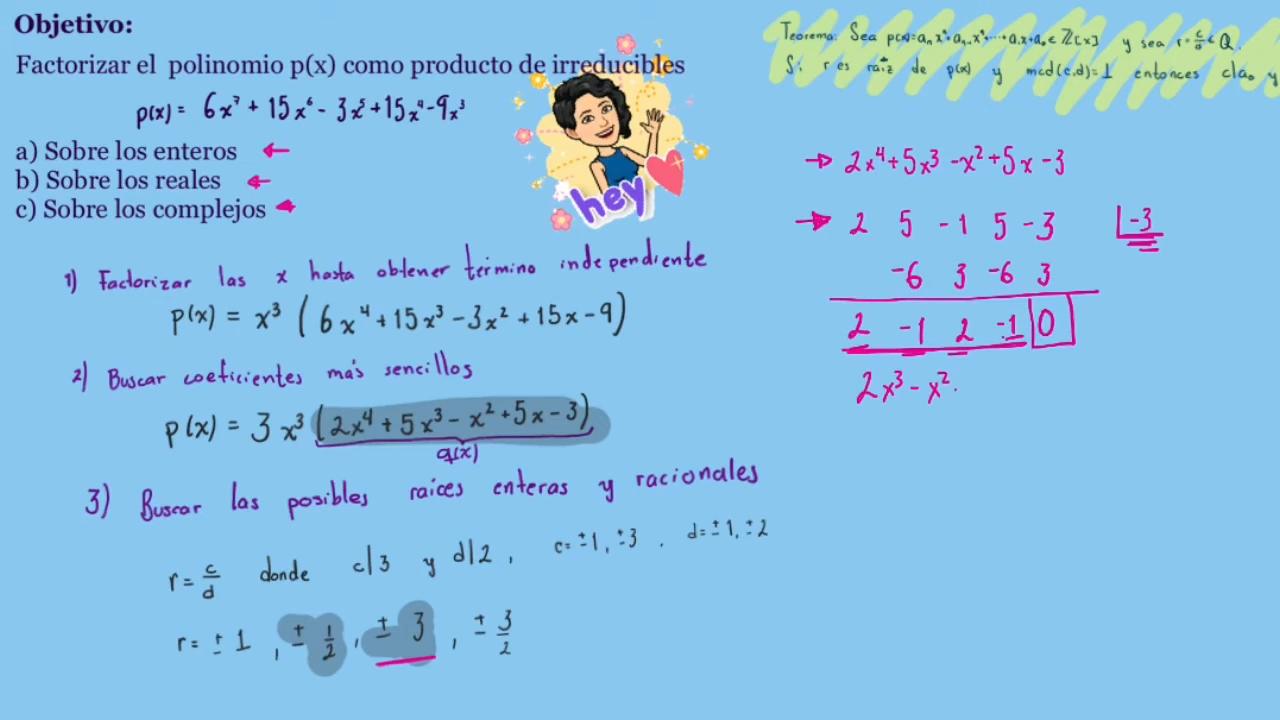 Objetivo:
Factorizar el polinomio p(x) como producto de irreducibles
p(x) = 6x⁷ + 15x⁶ - 3x⁵ + 15x⁴ - 9x³
a) Sobre los enteros ←
b) Sobre los reales ←
c) Sobre los complejos ←
hey
1) Factorizar las x hasta obtener término independiente
p(x) = x³ (6x⁴ + 15x³ - 3x² + 15x - 9)
2) Buscar coeficientes más sencillos
p(x) = 3x³ (2x⁴ + 5x³ - x² + 5x - 3)
q(x)
3) Buscar las posibles raíces enteras y racionales
r = c/d donde c|3 y d|2, c = ±1, ±3, d = ±1, ±2
r = ±1, ± 1/2, ± 3, ± 3/2
Teorema: Sea p(x) = aₙxⁿ + aₙ₋₁xⁿ⁻¹ + ... + a₁x + a₀ ∈ ℤ[x] y sea r = c/d ∈ Q.
Si r es raíz de p(x) y mcd(c,d) = 1 entonces c|a₀ y
→ 2x⁴ + 5x³ - x² + 5x - 3
→ 2 5 -1 5 -3 |-3
-6 3 -6 3
2 -1 2 -1 0
2x³ - x²